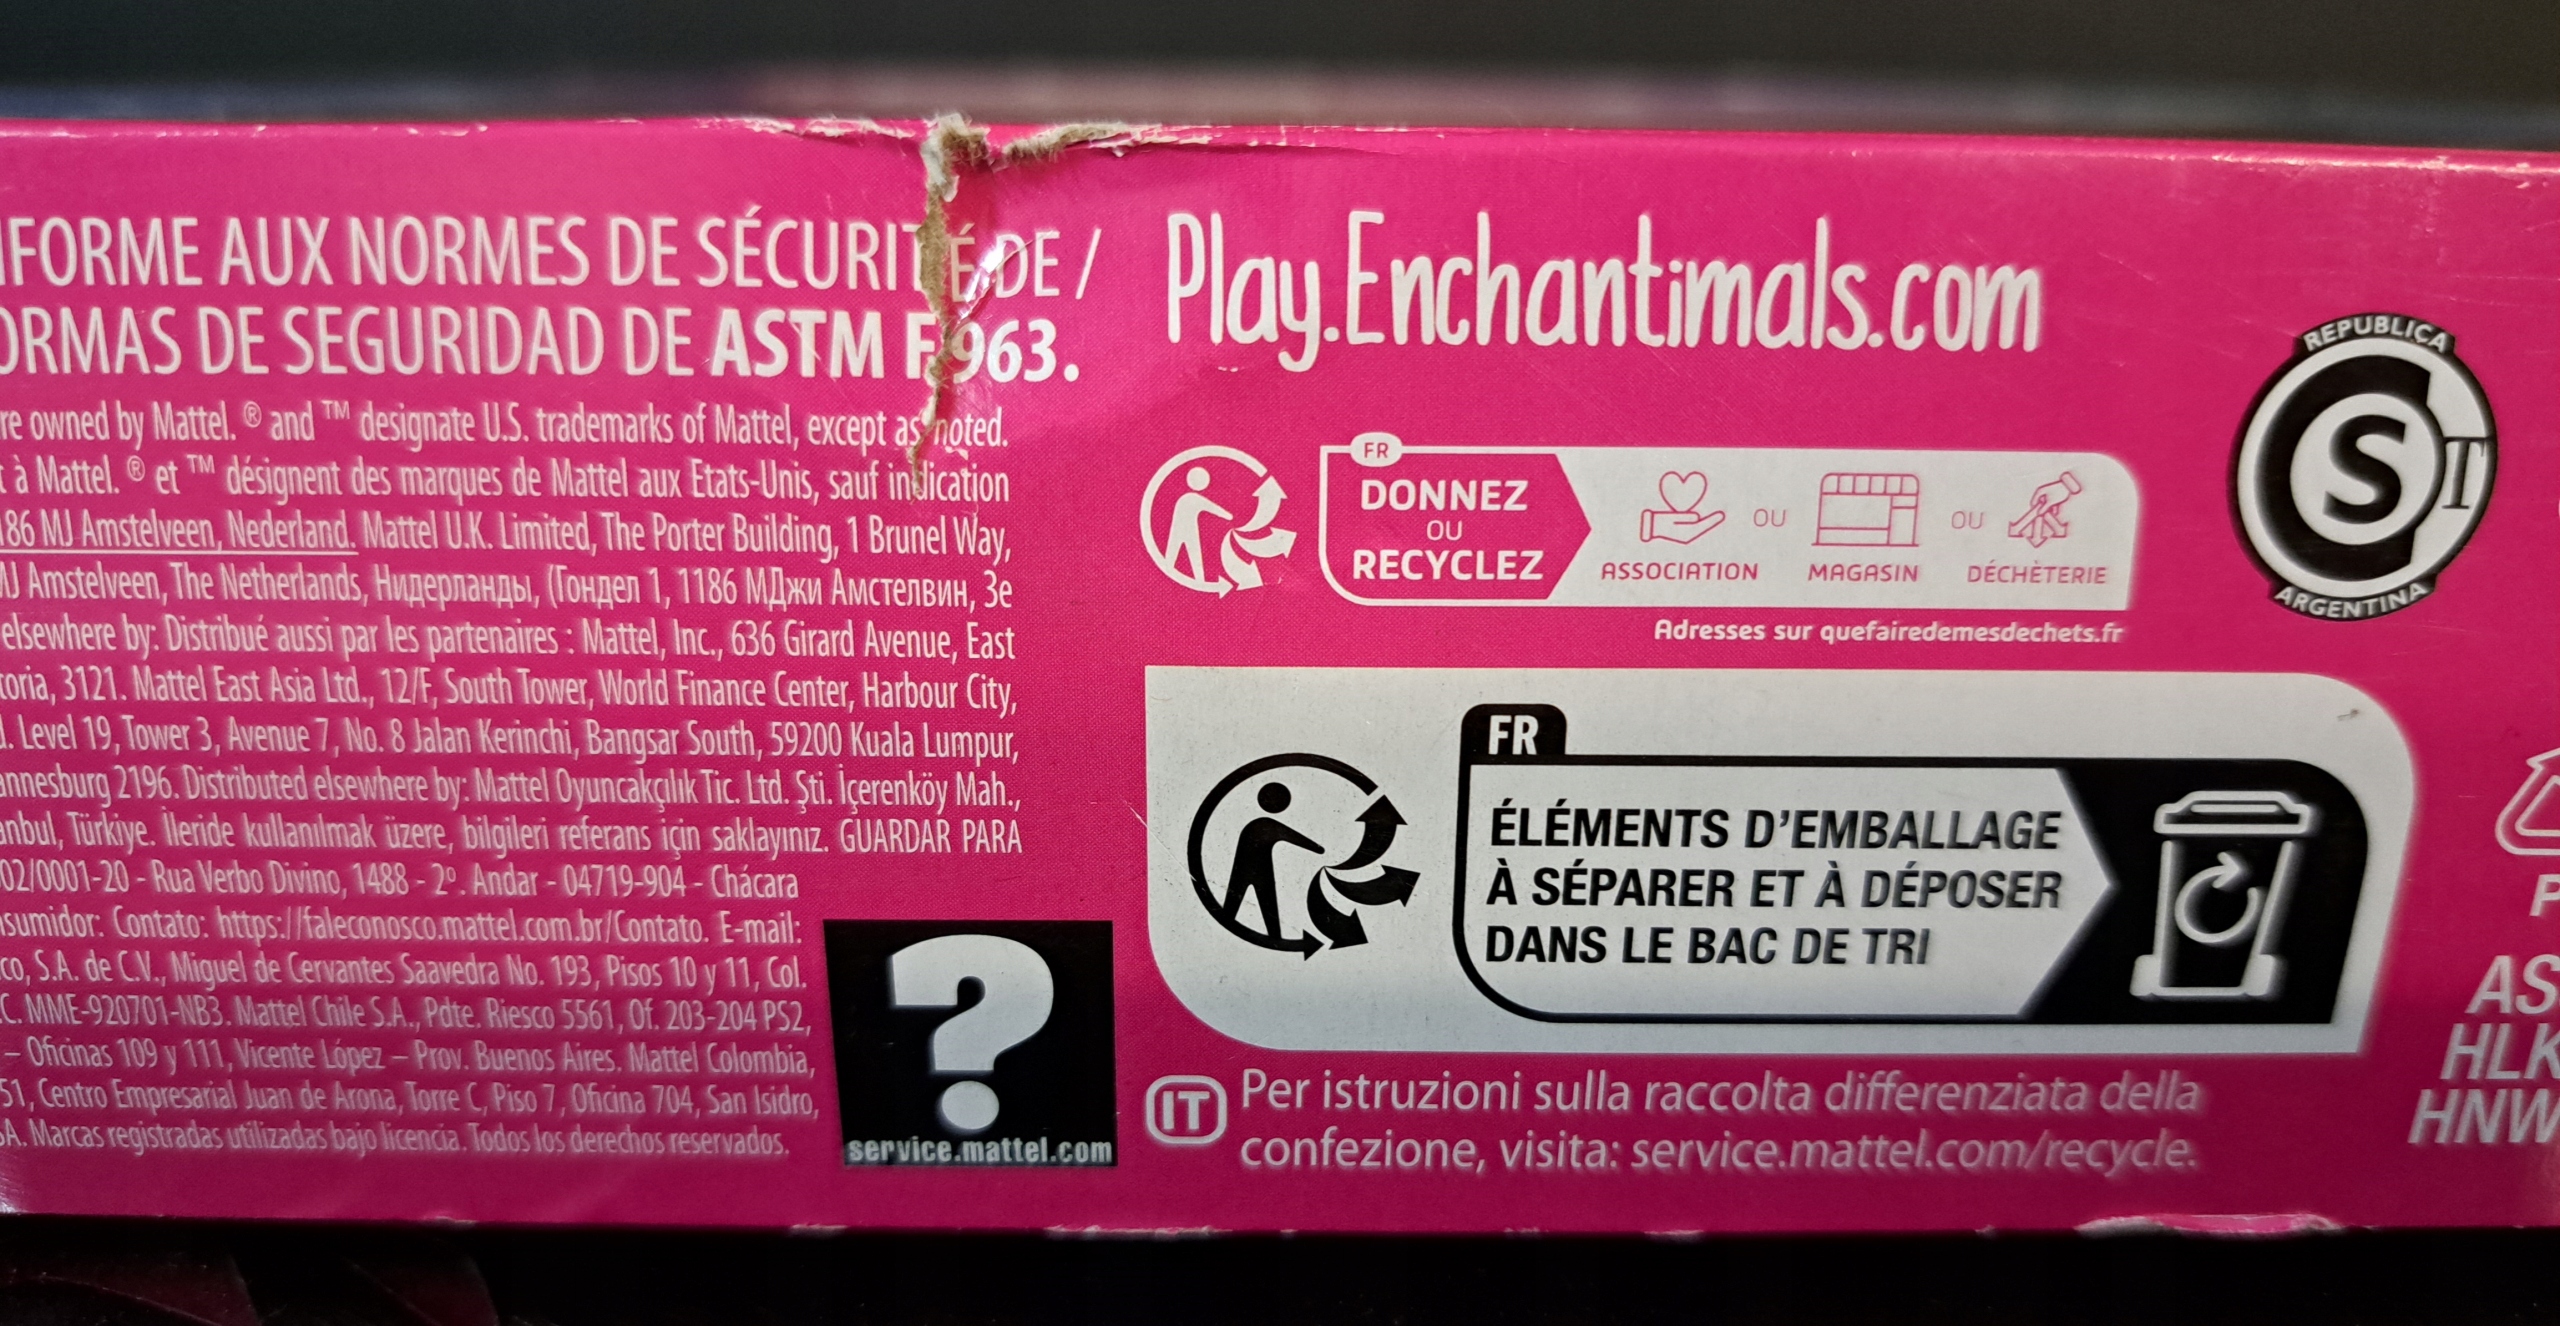 FORME AUX NORMES DE SÉCURITÉ DE /
ORMAS DE SEGURIDAD DE ASTM F963.
re owned by Mattel. ® and ™ designate U.S. trademarks of Mattel, except as noted.
t à Mattel. ® et ™ désignent des marques de Mattel aux Etats-Unis, sauf indication
186 MJ Amstelveen, Nederland. Mattel U.K. Limited, The Porter Building, 1 Brunel Way,
MJ Amstelveen, The Netherlands, Нидерланды, (Гондел 1, 1186 МДжи Амстелвин, Зе
elsewhere by: Distribué aussi par les partenaires : Mattel, Inc., 636 Girard Avenue, East
toria, 3121. Mattel East Asia Ltd., 12/F, South Tower, World Finance Center, Harbour City,
d. Level 19, Tower 3, Avenue 7, No. 8 Jalan Kerinchi, Bangsar South, 59200 Kuala Lumpur,
annesburg 2196. Distributed elsewhere by: Mattel Oyuncakçılık Tic. Ltd. Şti. İçerenköy Mah.,
anbul, Türkiye. İleride kullanılmak üzere, bilgileri referans için saklayınız. GUARDAR PARA
02/0001-20 - Rua Verbo Divino, 1488 - 2º. Andar - 04719-904 - Chácara
nsumidor: Contato: https://faleconosco.mattel.com.br/Contato. E-mail:
co, S.A. de C.V., Miguel de Cervantes Saavedra No. 193, Pisos 10 y 11, Col.
C. MME-920701-NB3. Mattel Chile S.A., Pdte. Riesco 5561, Of. 203-204 PS2,
– Oficinas 109 y 111, Vicente López – Prov. Buenos Aires. Mattel Colombia,
51, Centro Empresarial Juan de Arona, Torre C, Piso 7, Oficina 704, San Isidro,
SA. Marcas registradas utilizadas bajo licencia. Todos los derechos reservados.
?
service.mattel.com
Play.Enchantimals.com
FR
DONNEZ
OU
RECYCLEZ
ASSOCIATION OU MAGASIN OU DÉCHÈTERIE
Adresses sur quefairedemesdechets.fr
REPUBLICA
S T
ARGENTINA
FR
ÉLÉMENTS D'EMBALLAGE
À SÉPARER ET À DÉPOSER
DANS LE BAC DE TRI
IT Per istruzioni sulla raccolta differenziata della
confezione, visita: service.mattel.com/recycle.
P
AS
HLK
HNW